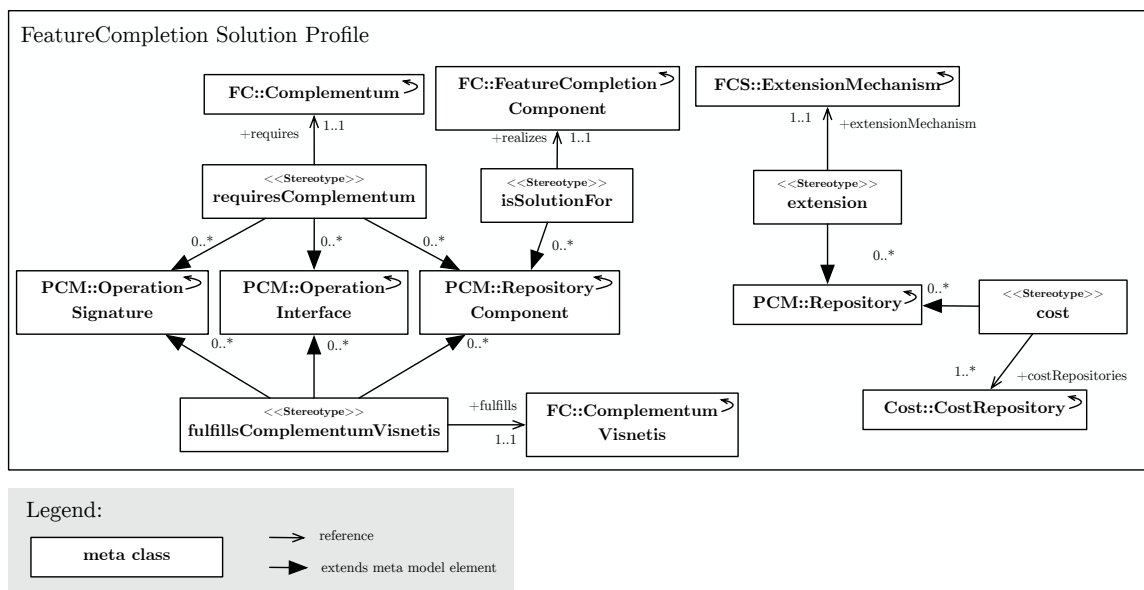 FeatureCompletion Solution Profile
FC::Complementum
FC::FeatureCompletion
Component
FCS::ExtensionMechanism
+requires
1..1
+realizes
1..1
1..1
+extensionMechanism
<<Stereotype>>
requiresComplementum
<<Stereotype>>
isSolutionFor
<<Stereotype>>
extension
0..*
0..*
0..*
0..*
0..*
PCM::Operation
Signature
PCM::Operation
Interface
PCM::Repository
Component
PCM::Repository
0..*
<<Stereotype>>
cost
0..*
0..*
0..*
1..*
+costRepositories
<<Stereotype>>
fulfillsComplementumVisnetis
+fulfills
1..1
FC::Complementum
Visnetis
Cost::CostRepository
Legend:
meta class
reference
extends meta model element